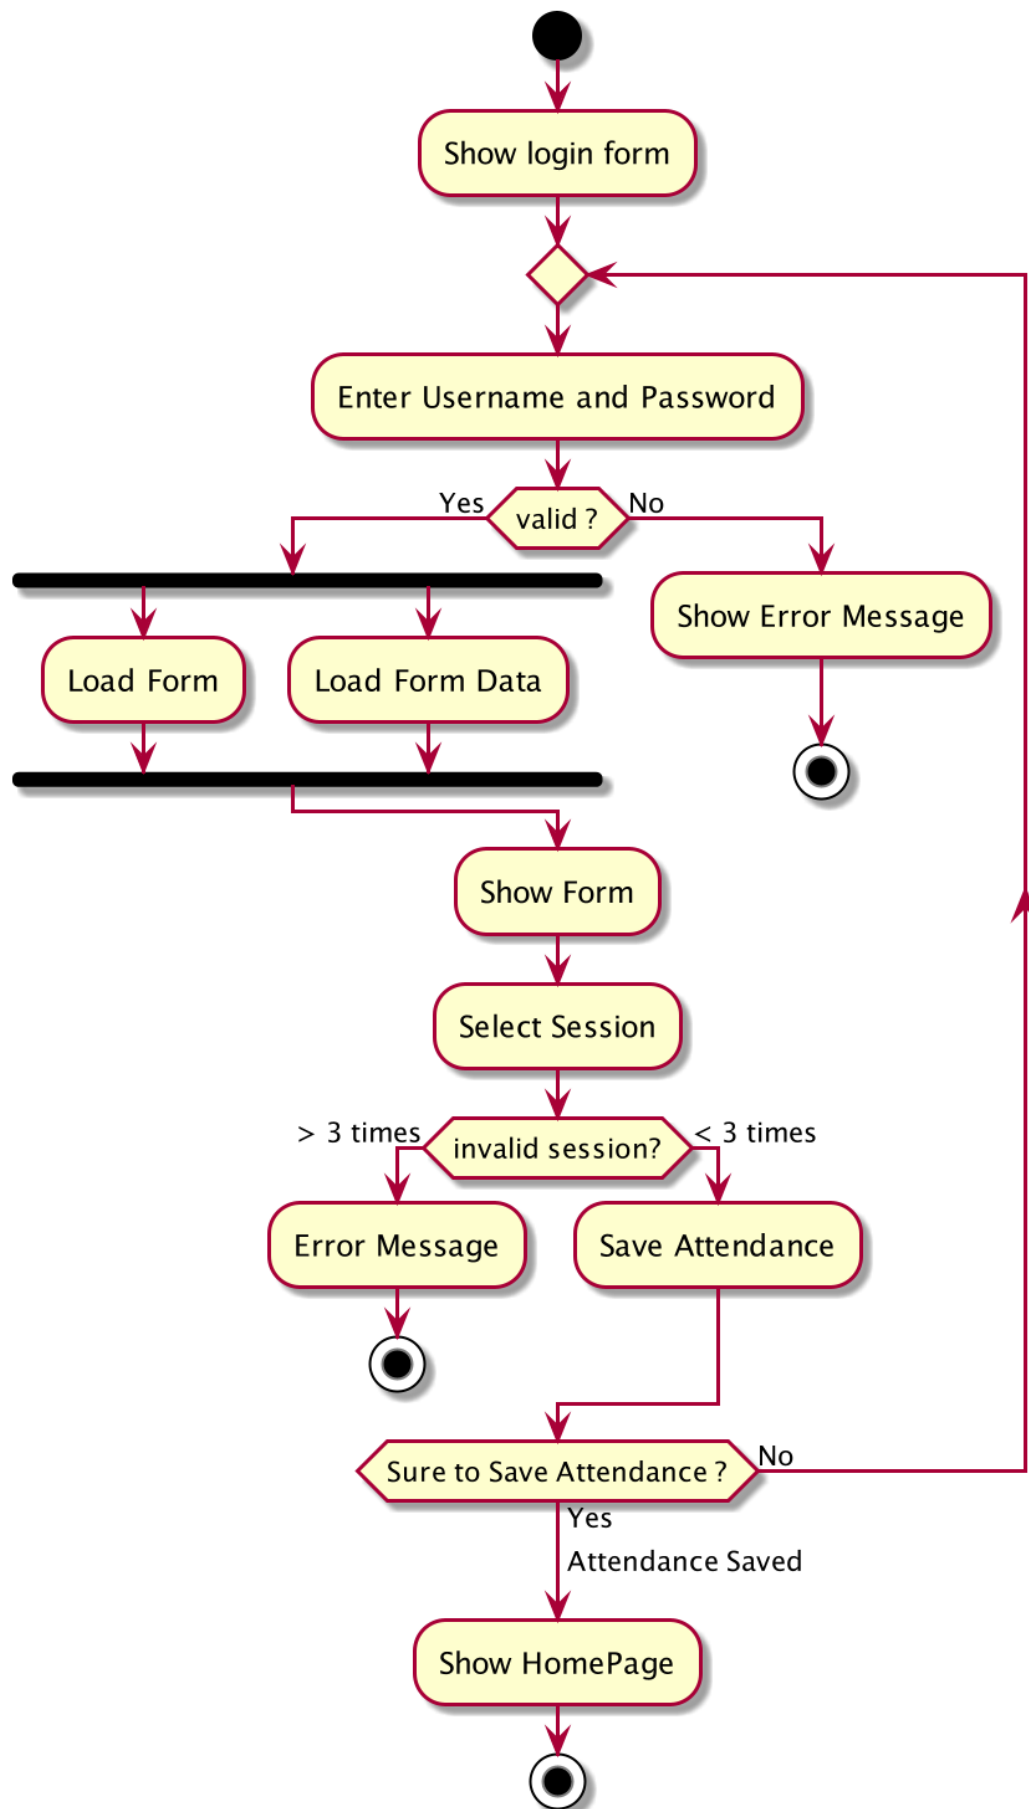 Show login form
Enter Username and Password
Yes
valid ?
No
Show Error Message
Load Form
Load Form Data
Show Form
Select Session
> 3 times
invalid session?
< 3 times
Error Message
Save Attendance
Sure to Save Attendance ?
No
Yes
Attendance Saved
Show HomePage